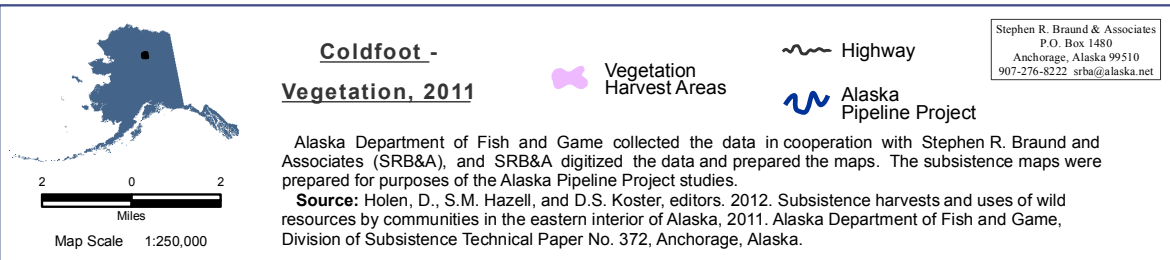 Coldfoot -
Vegetation, 2011
Vegetation
Harvest Areas
Highway
Alaska
Pipeline Project
Stephen R. Braund & Associates
P.O. Box 1480
Anchorage, Alaska 99510
907-276-8222 srba@alaska.net
2 0 2
Miles
Map Scale 1:250,000
Alaska Department of Fish and Game collected the data in cooperation with Stephen R. Braund and
Associates (SRB&A), and SRB&A digitized the data and prepared the maps. The subsistence maps were
prepared for purposes of the Alaska Pipeline Project studies.
Source: Holen, D., S.M. Hazell, and D.S. Koster, editors. 2012. Subsistence harvests and uses of wild
resources by communities in the eastern interior of Alaska, 2011. Alaska Department of Fish and Game,
Division of Subsistence Technical Paper No. 372, Anchorage, Alaska.